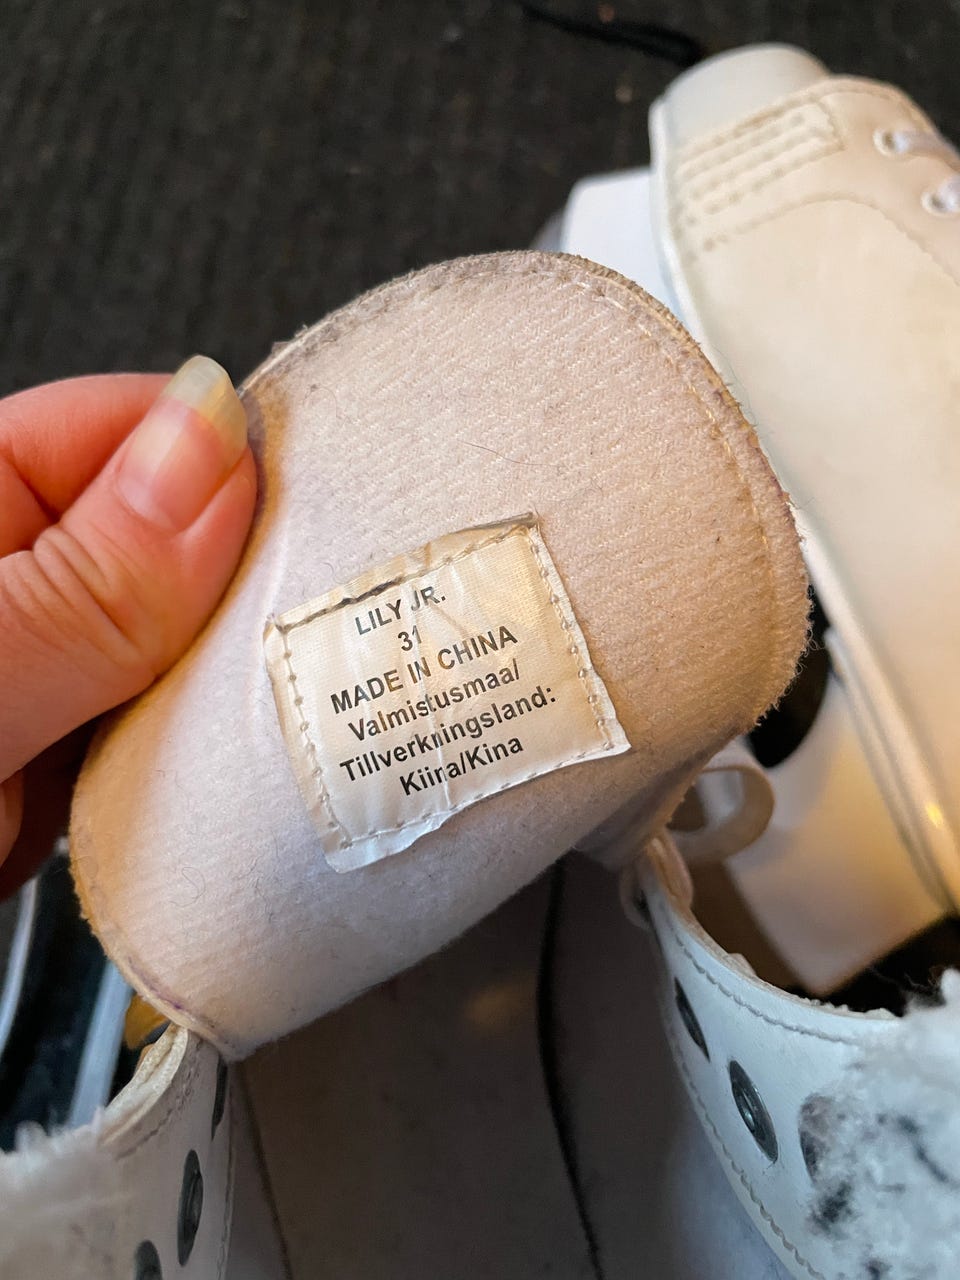 LILY JR.
31
MADE IN CHINA
Valmistusmaa/
Tillverkningsland:
Kiina/Kina